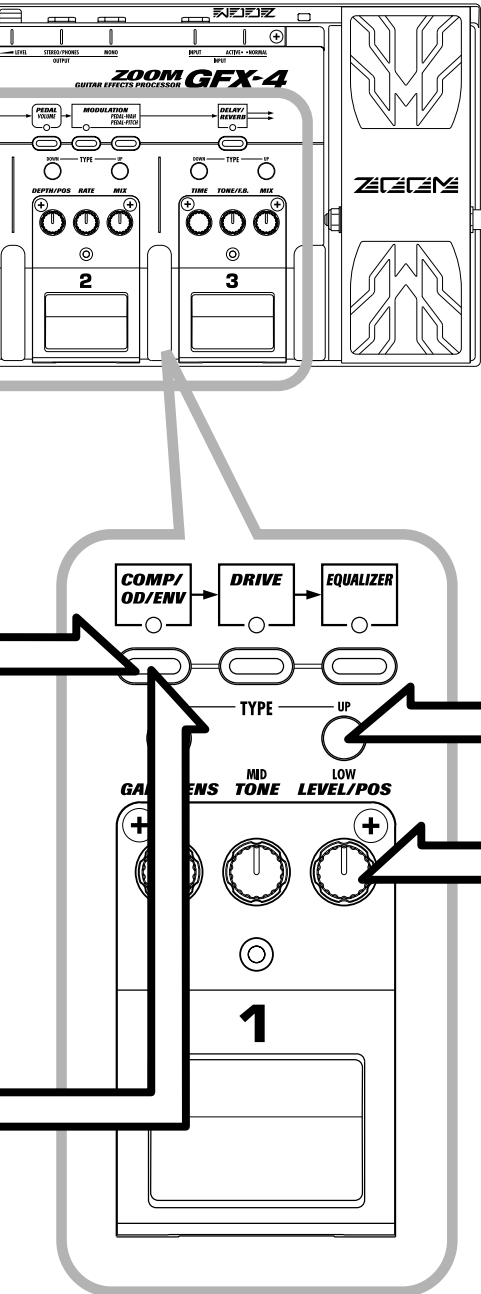 ZOOM
LEVEL STEREO/PHONES MONO INPUT ACTIVE• •NORMAL
OUTPUT INPUT
ZOOM GFX-4
GUITAR EFFECTS PROCESSOR
PEDAL MODULATION DELAY/
VOLUME PEDAL-WAH REVERB
PEDAL-PITCH
DOWN TYPE UP DOWN TYPE UP
DEPTH/POS RATE MIX TIME TONE/F.B. MIX
ZOOM
2 3
COMP/ DRIVE EQUALIZER
OD/ENV
TYPE UP
MID LOW
TONE LEVEL/POS
1